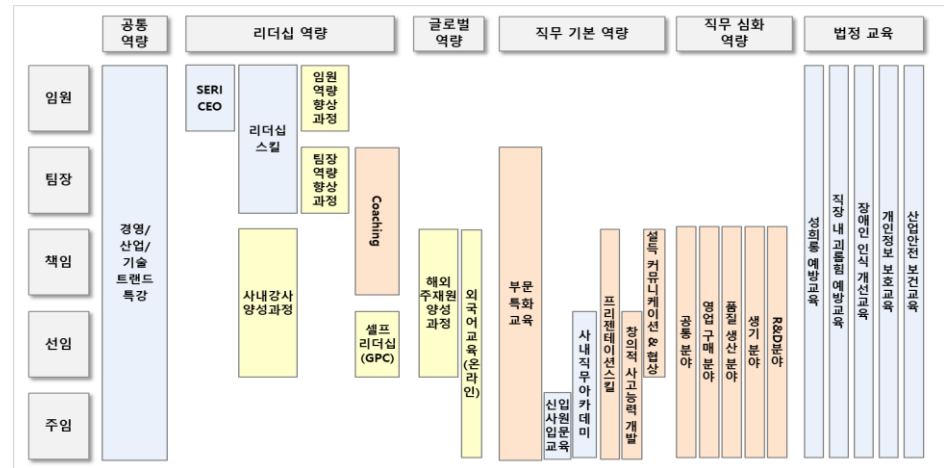 공통
역량
리더십 역량
글로벌
역량
직무 기본 역량
직무 심화
역량
법정 교육
임원
팀장
책임
선임
주임
경영/
산업/
기술
트랜드
특강
SERI
CEO
리더십
스킬
임원
역량
향상
과정
팀장
역량
향상
과정
Coaching
사내강사
양성과정
셀프
리더십
(GPC)
해외
주재원
양성
과정
외국어교육(온라인)
부문
특화
교육
신입
사원
입문
교육
사내직무아카데미
프리젠테이션스킬
창의적 사고능력 개발
설득 커뮤니케이션 & 협상
공통 분야
영업 구매 분야
품질 생산 분야
생기 분야
R&D분야
성희롱 예방교육
직장 내 괴롭힘 예방교육
장애인 인식 개선교육
개인정보 보호교육
산업안전 보건교육